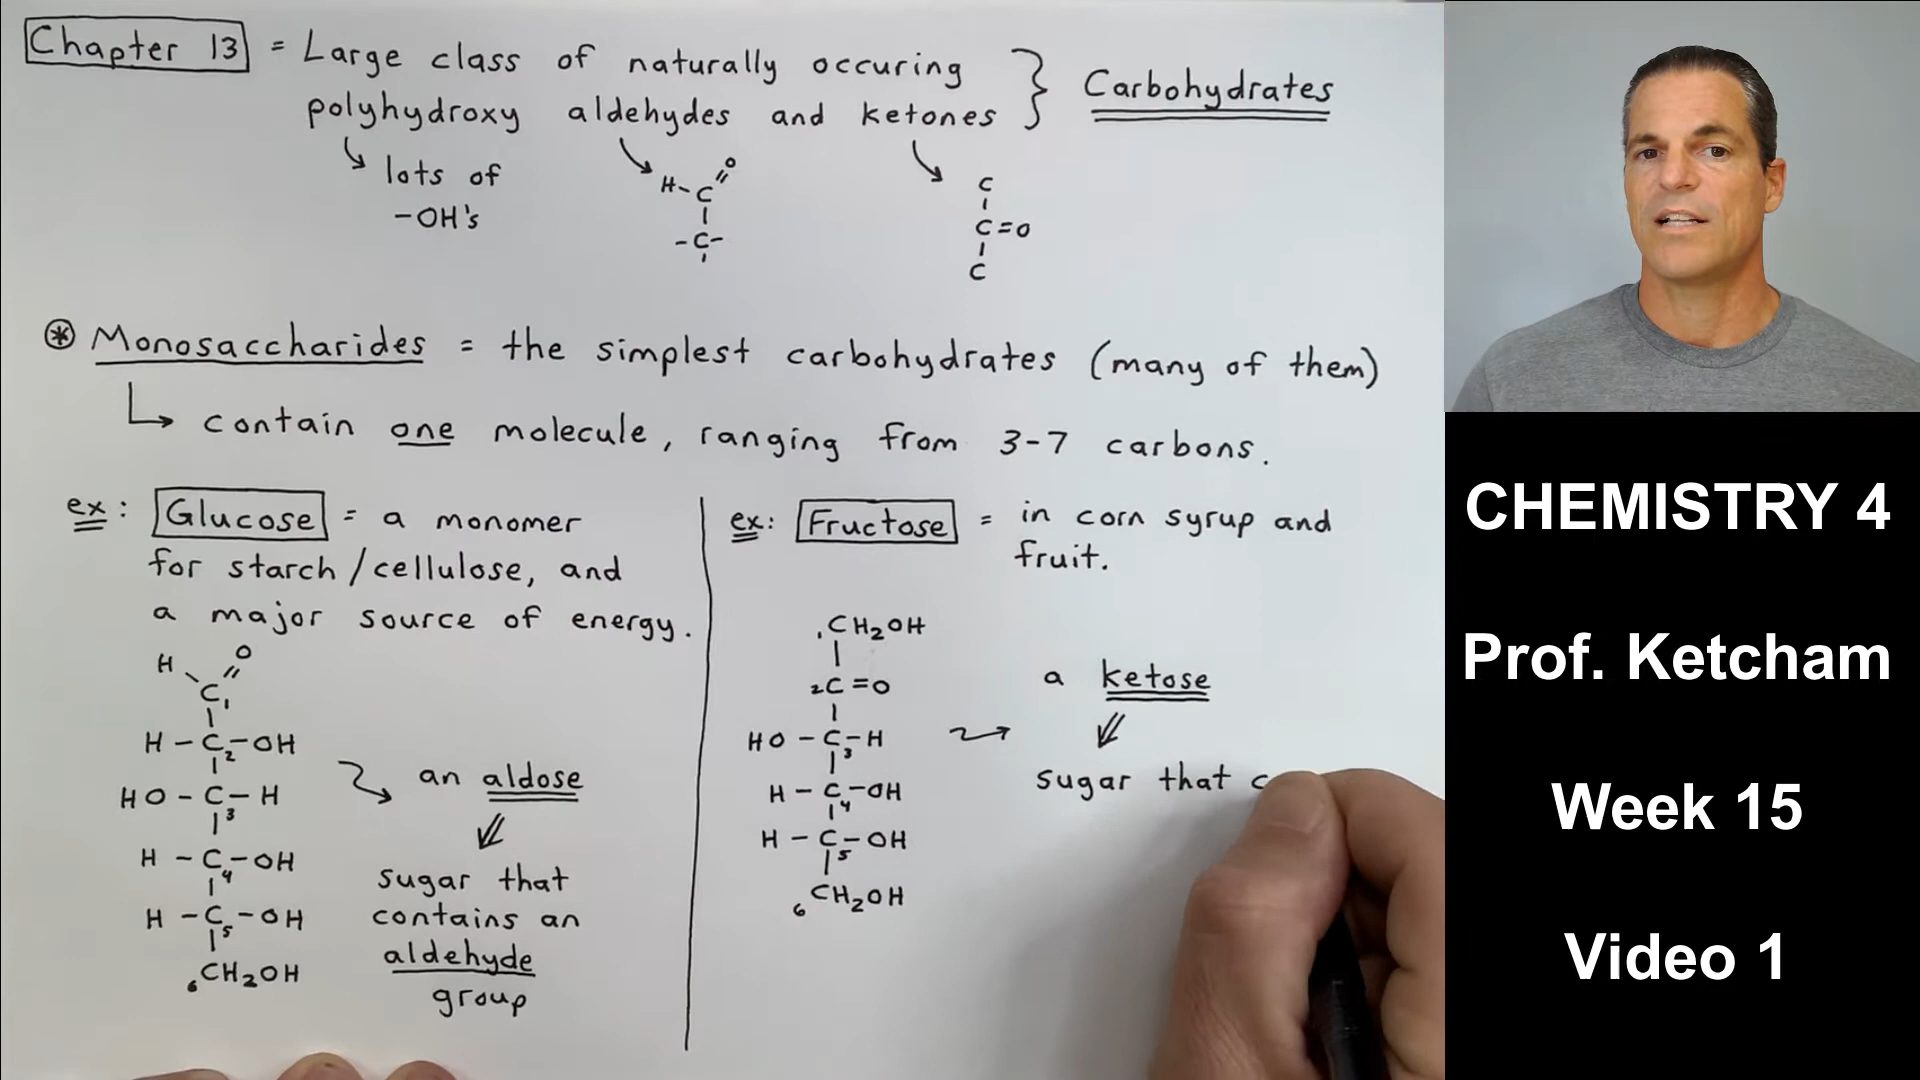 Chapter 13 = Large class of naturally occuring
polyhydroxy aldehydes and ketones } Carbohydrates
lots of
-OH's
H-C=O
-C-
C
C=O
C
* Monosaccharides = the simplest carbohydrates (many of them)
contain one molecule, ranging from 3-7 carbons.
ex: Glucose = a monomer
for starch/cellulose, and
a major source of energy.
H O
C1
H-C2-OH
HO-C3-H
H-C4-OH
H-C5-OH
6CH2OH
an aldose
sugar that
contains an
aldehyde
group
ex: Fructose = in corn syrup and
fruit.
1CH2OH
2C=O
HO-C3-H
H-C4-OH
H-C5-OH
6CH2OH
a ketose
sugar that c
CHEMISTRY 4
Prof. Ketcham
Week 15
Video 1